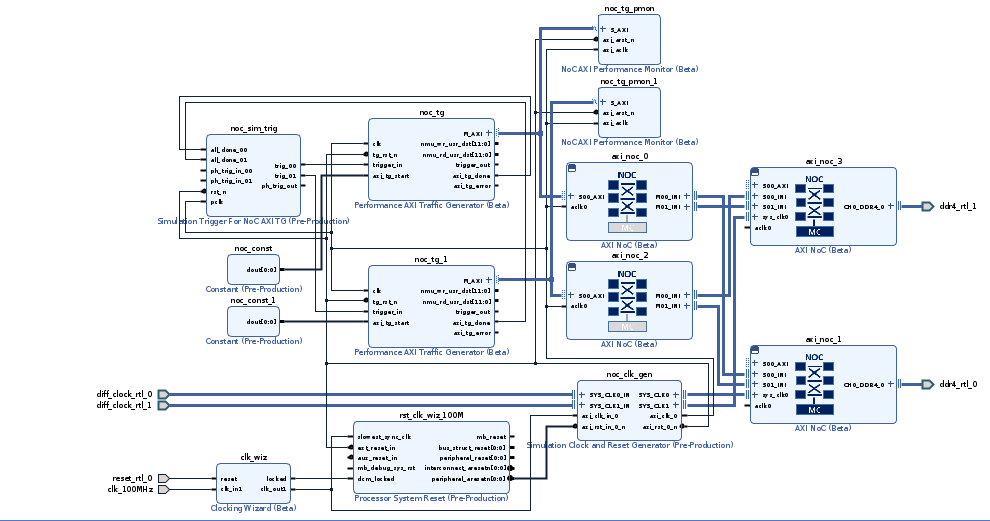 noc_tg_pmon
S_AXI
axi_arst_n
axi_aclk
NoC AXI Performance Monitor (Beta)
noc_tg_pmon_1
S_AXI
axi_arst_n
axi_aclk
NoC AXI Performance Monitor (Beta)
noc_sim_trig
all_done_00
all_done_01
ph_trig_in_00
ph_trig_in_01
rst_n
pclk
trig_00
trig_01
ph_trig_out
Simulation Trigger For NoC AXI TG (Pre-Production)
noc_tg
clk
tg_rst_n
trigger_in
axi_tg_start
M_AXI
nmu_wr_usr_dst[11:0]
nmu_rd_usr_dst[11:0]
trigger_out
axi_tg_done
axi_tg_error
Performance AXI Traffic Generator (Beta)
axi_noc_0
NOC
S00_AXI
aclk0
M00_INI
M01_INI
MC
AXI NoC (Beta)
axi_noc_3
NOC
S00_AXI
S00_INI
S01_INI
sys_clk0
aclk0
CH0_DDR4_0
MC
AXI NoC (Beta)
ddr4_rtl_1
noc_const
dout[0:0]
Constant (Pre-Production)
noc_const_1
dout[0:0]
Constant (Pre-Production)
noc_tg_1
clk
tg_rst_n
trigger_in
axi_tg_start
M_AXI
nmu_wr_usr_dst[11:0]
nmu_rd_usr_dst[11:0]
trigger_out
axi_tg_done
axi_tg_error
Performance AXI Traffic Generator (Beta)
axi_noc_2
NOC
S00_AXI
aclk0
M00_INI
M01_INI
MC
AXI NoC (Beta)
axi_noc_1
NOC
S00_AXI
S00_INI
S01_INI
sys_clk0
aclk0
CH0_DDR4_0
MC
AXI NoC (Beta)
ddr4_rtl_0
diff_clock_rtl_0
diff_clock_rtl_1
noc_clk_gen
SYS_CLK0_IN
SYS_CLK1_IN
axi_clk_in_0
axi_rst_in_0_n
SYS_CLK0
SYS_CLK1
axi_clk_0
axi_rst_0_n
Simulation Clock and Reset Generator (Pre-Production)
rst_clk_wiz_100M
slowest_sync_clk
ext_reset_in
aux_reset_in
mb_debug_sys_rst
dcm_locked
mb_reset
bus_struct_reset[0:0]
peripheral_reset[0:0]
interconnect_aresetn[0:0]
peripheral_aresetn[0:0]
Processor System Reset (Pre-Production)
reset_rtl_0
clk_100MHz
clk_wiz
reset
clk_in1
locked
clk_out1
Clocking Wizard (Beta)